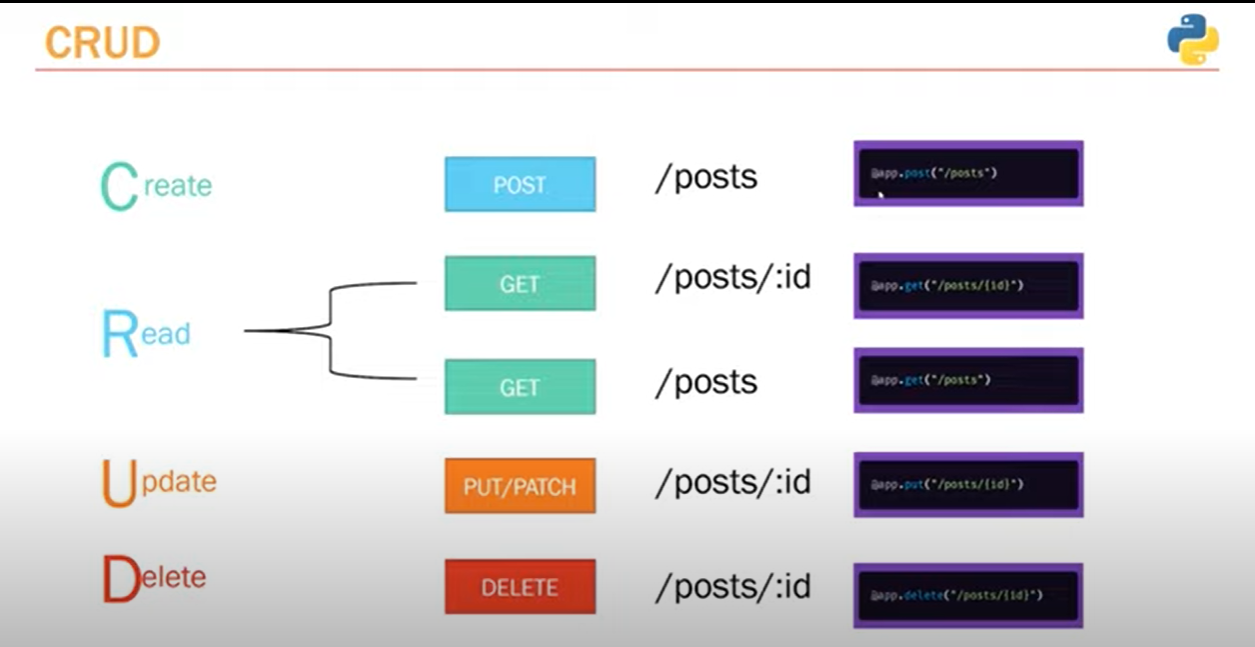 CRUD
Create POST /posts @app.post("/posts")
GET /posts/:id @app.get("/posts/{id}")
Read
GET /posts @app.get("/posts")
Update PUT/PATCH /posts/:id @app.put("/posts/{id}")
Delete DELETE /posts/:id @app.delete("/posts/{id}")